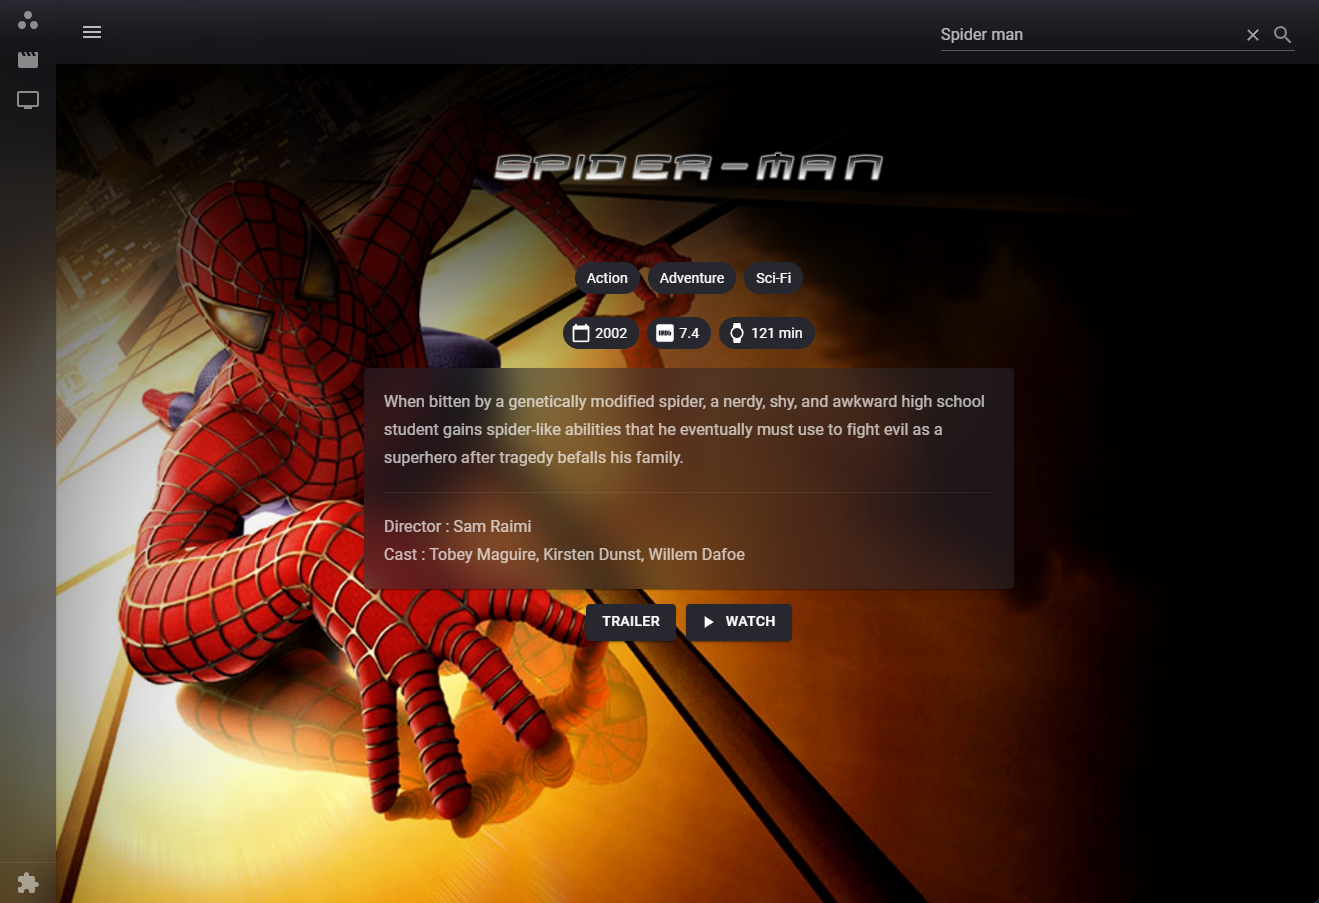 Spider man
SPIDER-MAN
Action Adventure Sci-Fi
2002 IMDb 7.4 121 min
When bitten by a genetically modified spider, a nerdy, shy, and awkward high school
student gains spider-like abilities that he eventually must use to fight evil as a
superhero after tragedy befalls his family.
Director : Sam Raimi
Cast : Tobey Maguire, Kirsten Dunst, Willem Dafoe
TRAILER WATCH